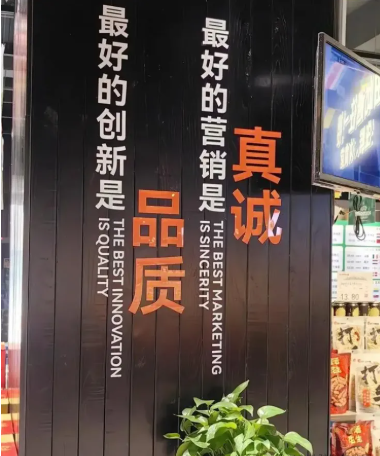 最好的营销是
真诚
THE BEST MARKETING
IS SINCERITY
最好的创新是
品质
THE BEST INNOVATION
IS QUALITY